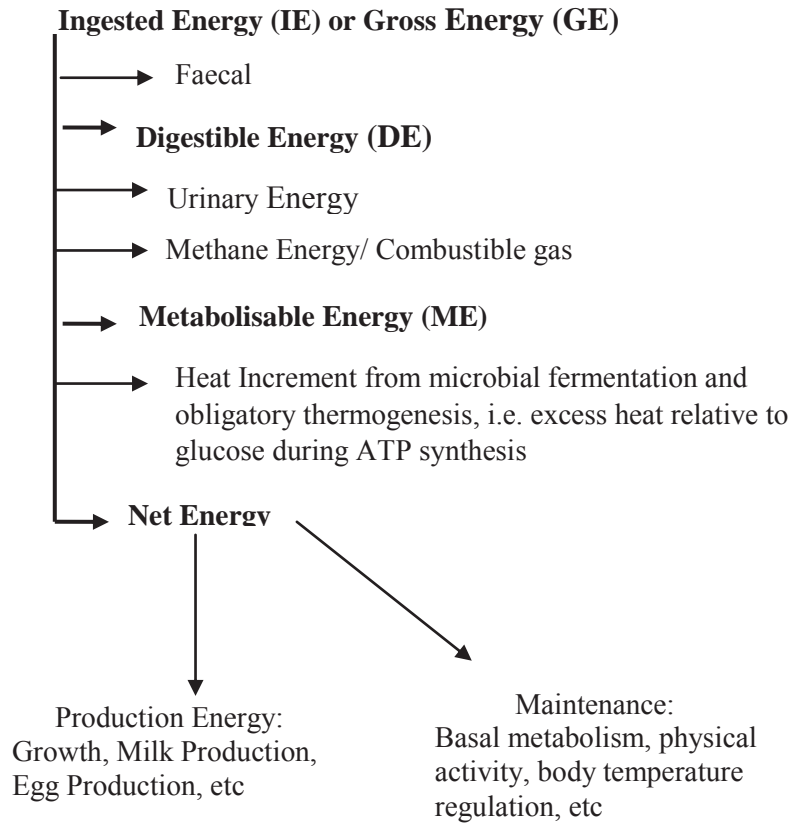 Ingested Energy (IE) or Gross Energy (GE)
Faecal
Digestible Energy (DE)
Urinary Energy
Methane Energy/ Combustible gas
Metabolisable Energy (ME)
Heat Increment from microbial fermentation and
obligatory thermogenesis, i.e. excess heat relative to
glucose during ATP synthesis
Net Energy
Production Energy:
Growth, Milk Production,
Egg Production, etc
Maintenance:
Basal metabolism, physical
activity, body temperature
regulation, etc